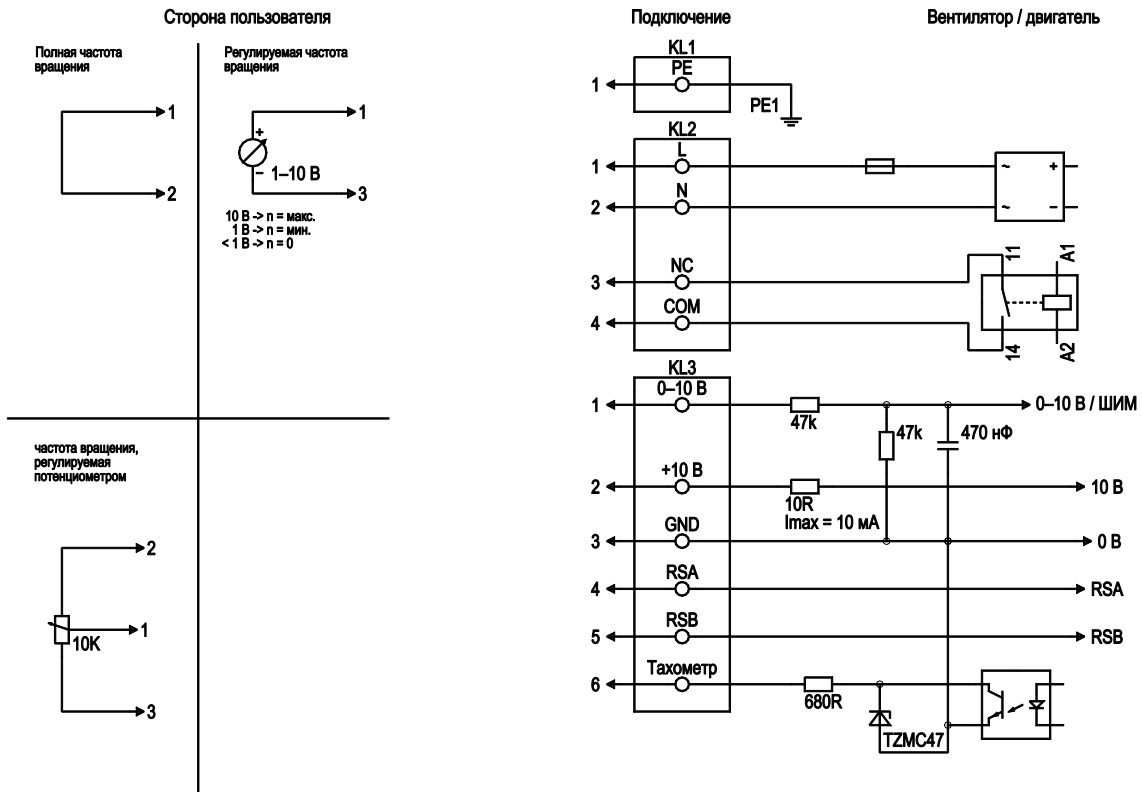 Сторона пользователя
Полная частота
вращения
1
2
Регулируемая частота
вращения
1
+
– 1–10 В
3
10 В -> n = макс.
1 В -> n = мин.
< 1 В -> n = 0
частота вращения,
регулируемая
потенциометром
2
1
10K
3
Подключение
Вентилятор / двигатель
KL1
PE
1
PE1
KL2
L
1
~ +
N
2
~ –
NC
3
11
A1
COM
4
14
A2
KL3
0–10 В
1
47k
47k
470 нФ
0–10 В / ШИМ
+10 В
2
10R
Imax = 10 мА
10 В
GND
3
0 В
RSA
4
RSA
RSB
5
RSB
Тахометр
6
680R
TZMC47